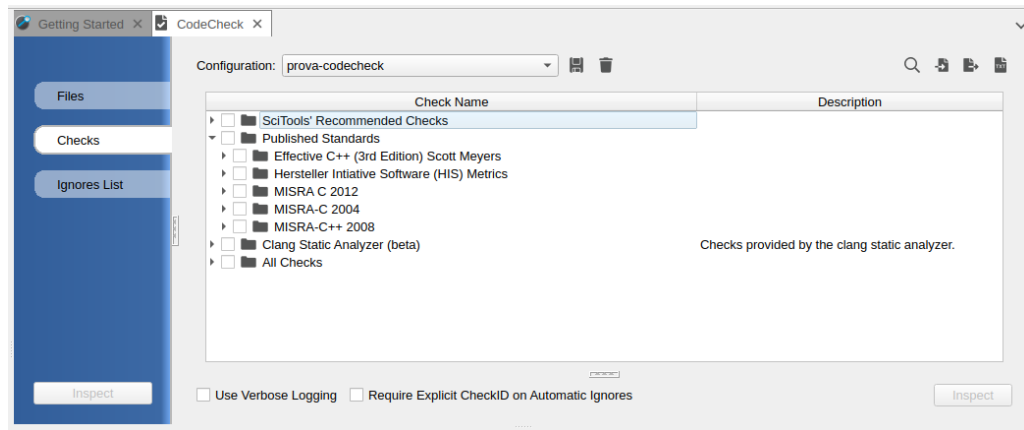 Getting Started
CodeCheck
Files
Checks
Ignores List
Inspect
Configuration: prova-codecheck
Check Name Description
SciTools' Recommended Checks
Published Standards
Effective C++ (3rd Edition) Scott Meyers
Hersteller Intiative Software (HIS) Metrics
MISRA C 2012
MISRA-C 2004
MISRA-C++ 2008
Clang Static Analyzer (beta) Checks provided by the clang static analyzer.
All Checks
Use Verbose Logging Require Explicit CheckID on Automatic Ignores
Inspect